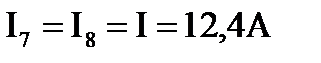 I₇ = I₈ = I = 12,4A